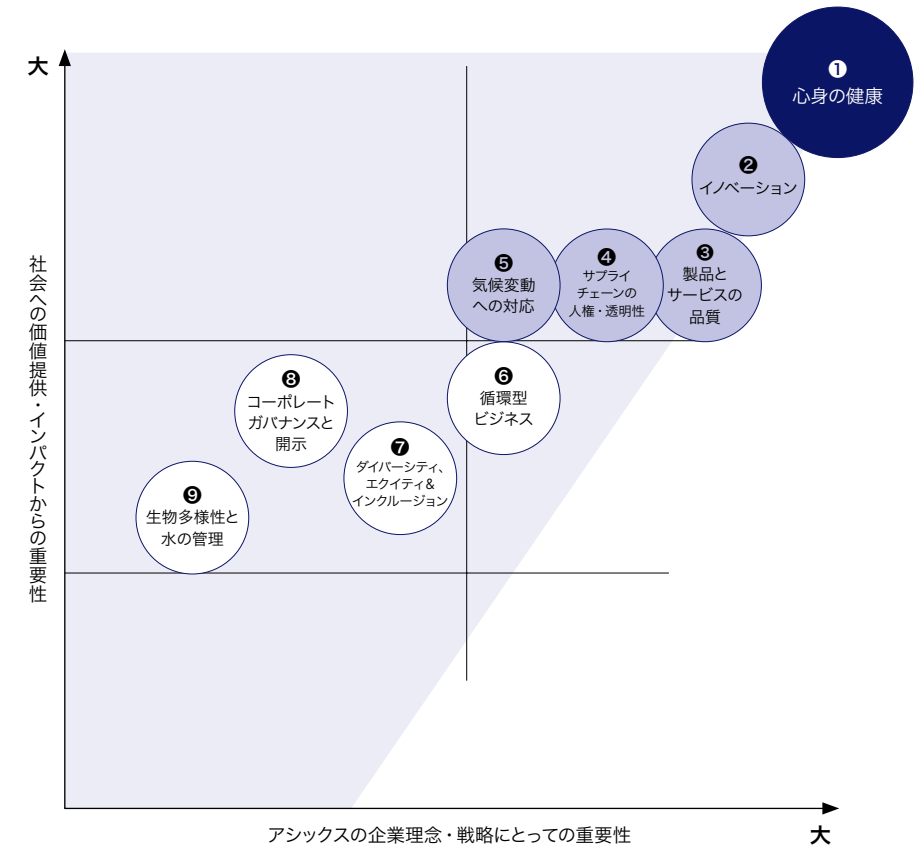 大
❶
心身の健康
❷
イノベーション
❸
製品と
サービスの
品質
❹
サプライ
チェーンの
人権・透明性
❺
気候変動
への対応
❻
循環型
ビジネス
❼
ダイバーシティ、
エクイティ&
インクルージョン
❽
コーポレート
ガバナンスと
開示
❾
生物多様性と
水の管理
社会への価値提供・インパクトからの重要性
アシックスの企業理念・戦略にとっての重要性
大